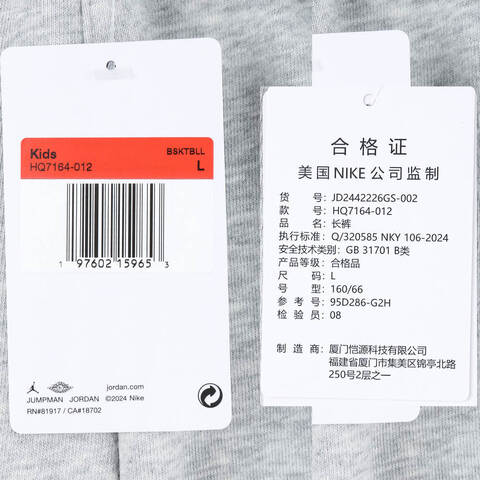 Kids
BSKTBLL
HQ7164-012
L
1 97602 15965 3
jordan.com
JUMPMAN JORDAN ©2024 Nike
RN#81917 / CA#18702
合格证
美国NIKE公司监制
货 号: JD2442226GS-002
款 号: HQ7164-012
品 名: 长裤
执行标准: Q/320585 NKY 106-2024
安全技术类别: GB 31701 B类
产品等级: 合格品
尺 码: L
号 型: 160/66
参 考 号: 95D286-G2H
检 验 员: 08
制 造 商: 厦门恺源科技有限公司
福建省厦门市集美区锦亭北路
250号2层之一